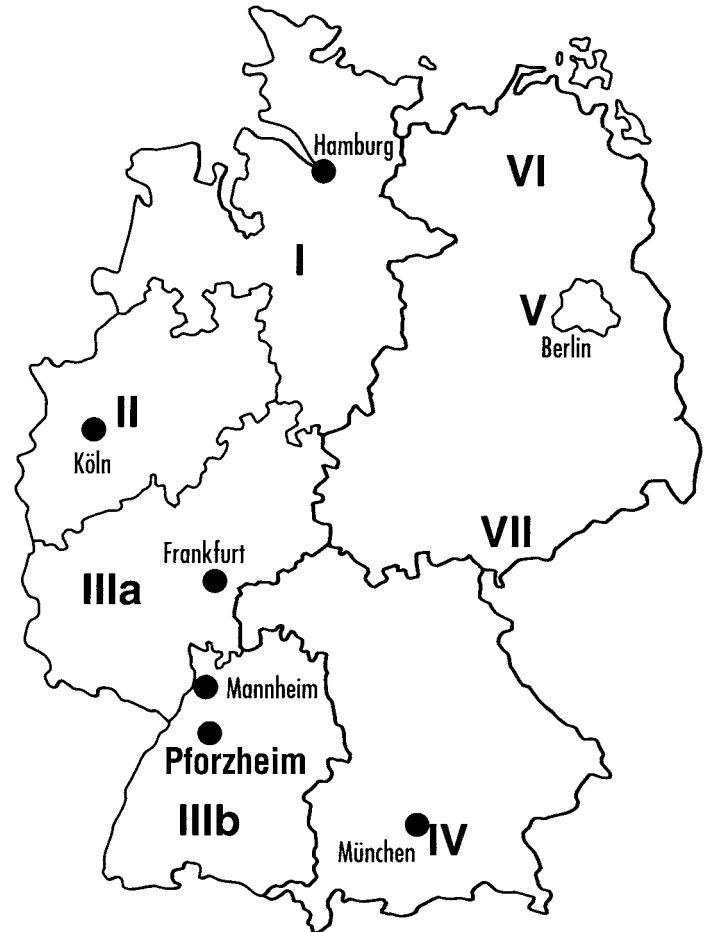 Hamburg
VI
I
V
Berlin
II
Köln
VII
Frankfurt
IIIa
Mannheim
Pforzheim
IIIb
IV
München